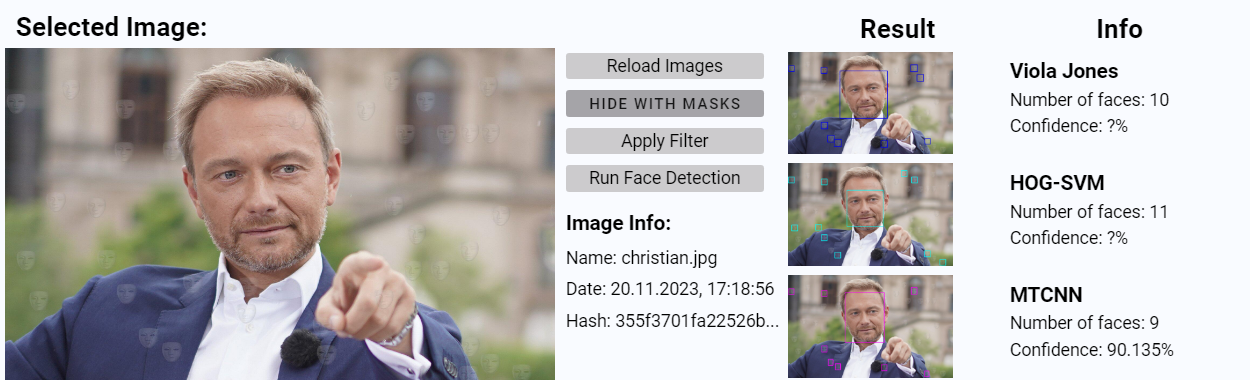 Selected Image:
Reload Images
HIDE WITH MASKS
Apply Filter
Run Face Detection
Image Info:
Name: christian.jpg
Date: 20.11.2023, 17:18:56
Hash: 355f3701fa22526b...
Result
Info
Viola Jones
Number of faces: 10
Confidence: ?%
HOG-SVM
Number of faces: 11
Confidence: ?%
MTCNN
Number of faces: 9
Confidence: 90.135%